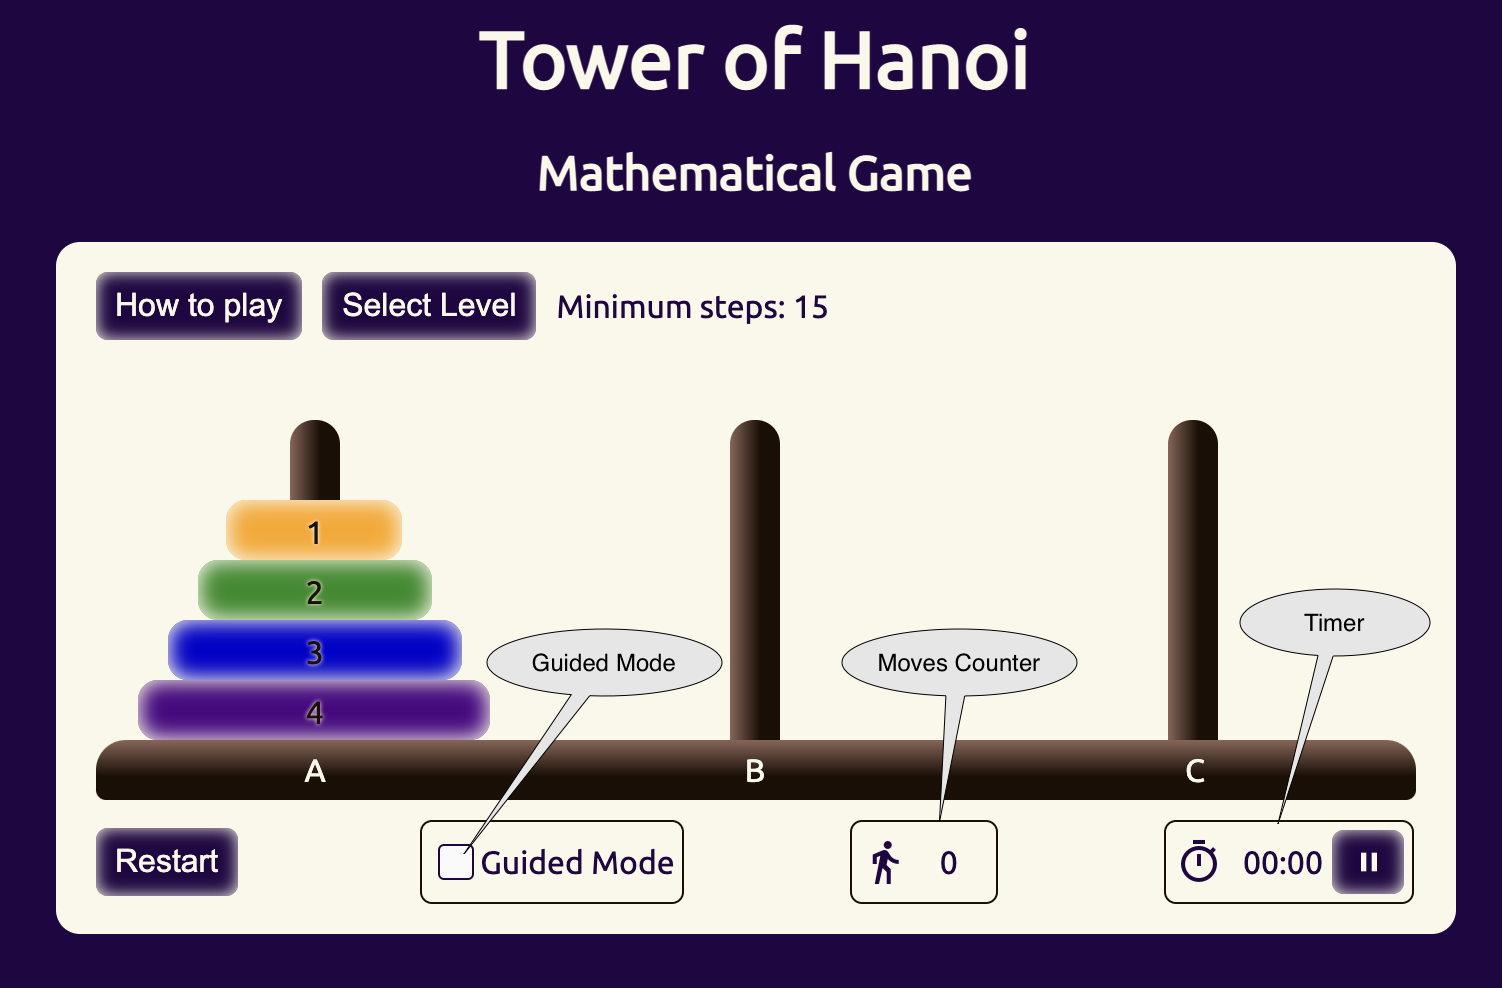 Tower of Hanoi
Mathematical Game
How to play
Select Level
Minimum steps: 15
1
2
3
4
Guided Mode
Moves Counter
Timer
A
B
C
Restart
Guided Mode
0
00:00